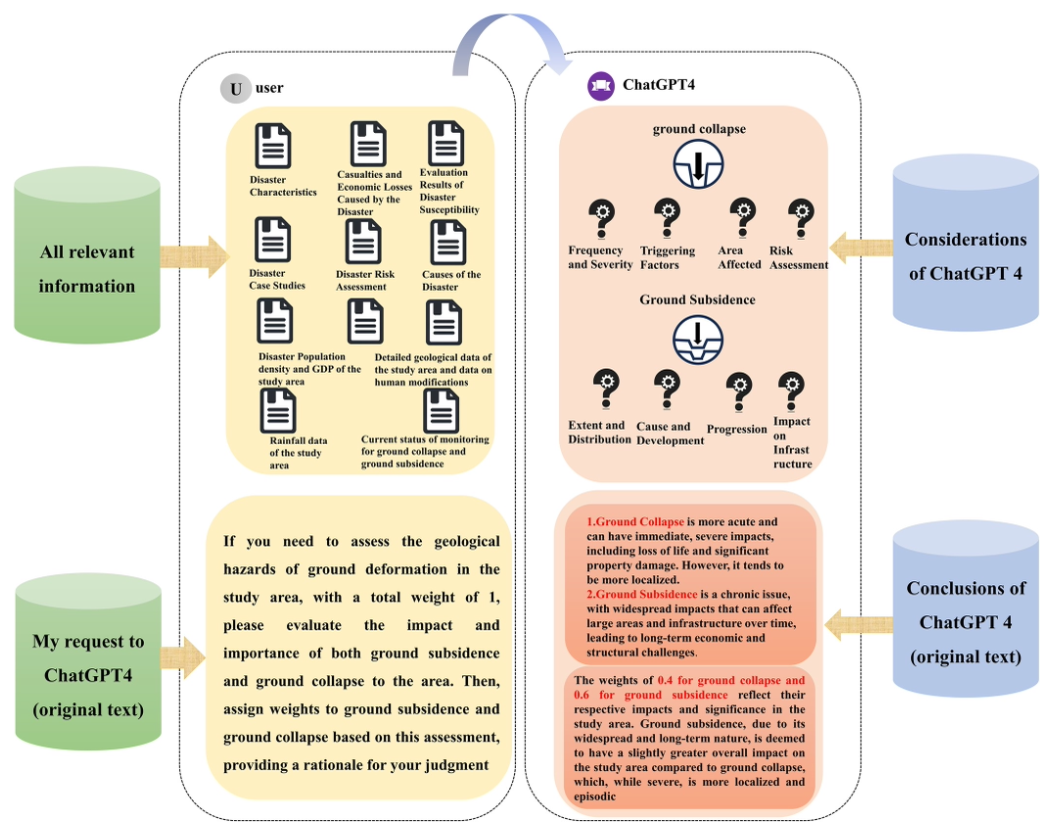 U user
ChatGPT4
All relevant
information
Disaster
Characteristics
Casualties and
Economic Losses
Caused by the
Disaster
Evaluation
Results of
Disaster
Susceptibility
Disaster
Case Studies
Disaster Risk
Assessment
Causes of the
Disaster
Disaster Population
density and GDP of the
study area
Detailed geological data of
the study area and data on
human modifications
Rainfall data
of the study
area
Current status of monitoring
for ground collapse and
ground subsidence
ground collapse
Frequency
and Severity
Triggering
Factors
Area
Affected
Risk
Assessment
Ground Subsidence
Extent and
Distribution
Cause and
Development
Progression
Impact
on
Infrast
ructure
Considerations
of ChatGPT 4
My request to
ChatGPT4
(original text)
If you need to assess the geological
hazards of ground deformation in the
study area, with a total weight of 1,
please evaluate the impact and
importance of both ground subsidence
and ground collapse to the area. Then,
assign weights to ground subsidence and
ground collapse based on this assessment,
providing a rationale for your judgment
1.Ground Collapse is more acute and
can have immediate, severe impacts,
including loss of life and significant
property damage. However, it tends to
be more localized.
2.Ground Subsidence is a chronic issue,
with widespread impacts that can affect
large areas and infrastructure over time,
leading to long-term economic and
structural challenges.
The weights of 0.4 for ground collapse and
0.6 for ground subsidence reflect their
respective impacts and significance in the
study area. Ground subsidence, due to its
widespread and long-term nature, is deemed
to have a slightly greater overall impact on
the study area compared to ground collapse,
which, while severe, is more localized and
episodic
Conclusions of
ChatGPT 4
(original text)